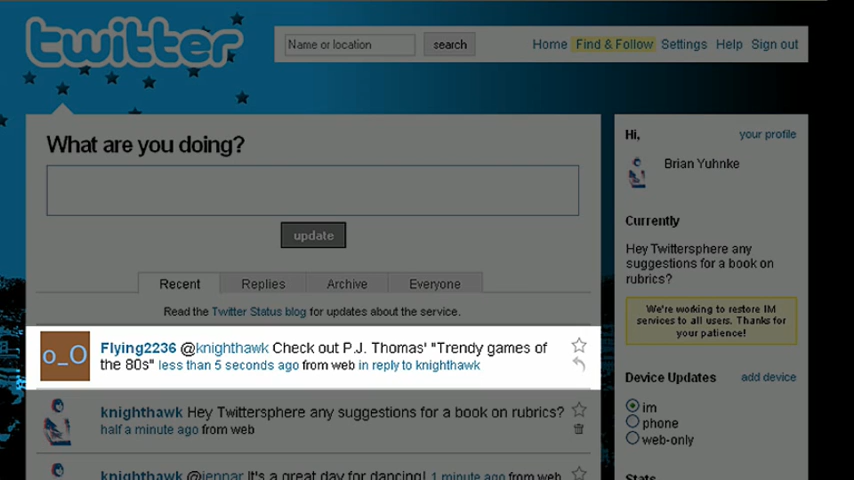 twitter
Name or location
search
Home Find & Follow Settings Help Sign out
What are you doing?
update
Recent Replies Archive Everyone
Read the Twitter Status blog for updates about the service.
o_O
Flying2236 @knighthawk Check out P.J. Thomas' "Trendy games of
the 80s" less than 5 seconds ago from web in reply to knighthawk
knighthawk Hey Twittersphere any suggestions for a book on rubrics?
half a minute ago from web
knighthawk @jennar It's a great day for dancing! 1 minute ago from web
Hi,
your profile
Brian Yuhnke
Currently
Hey Twittersphere any
suggestions for a book on
rubrics?
We're working to restore IM
services to all users. Thanks for
your patience!
Device Updates add device
im
phone
web-only
Stats